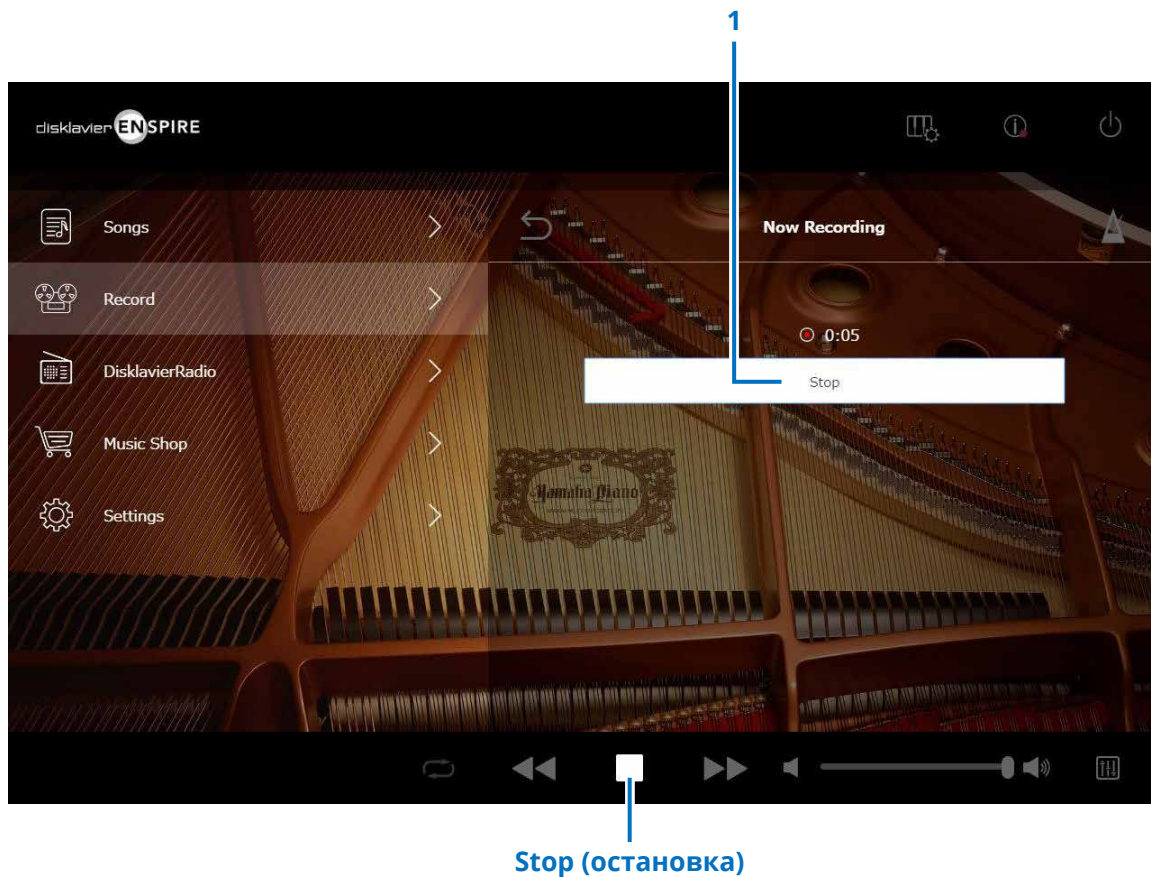 1
disklavier ENSPIRE
Songs
Now Recording
Record
0:05
DisklavierRadio
Stop
Music Shop
Yamaha Piano
Settings
Stop (остановка)